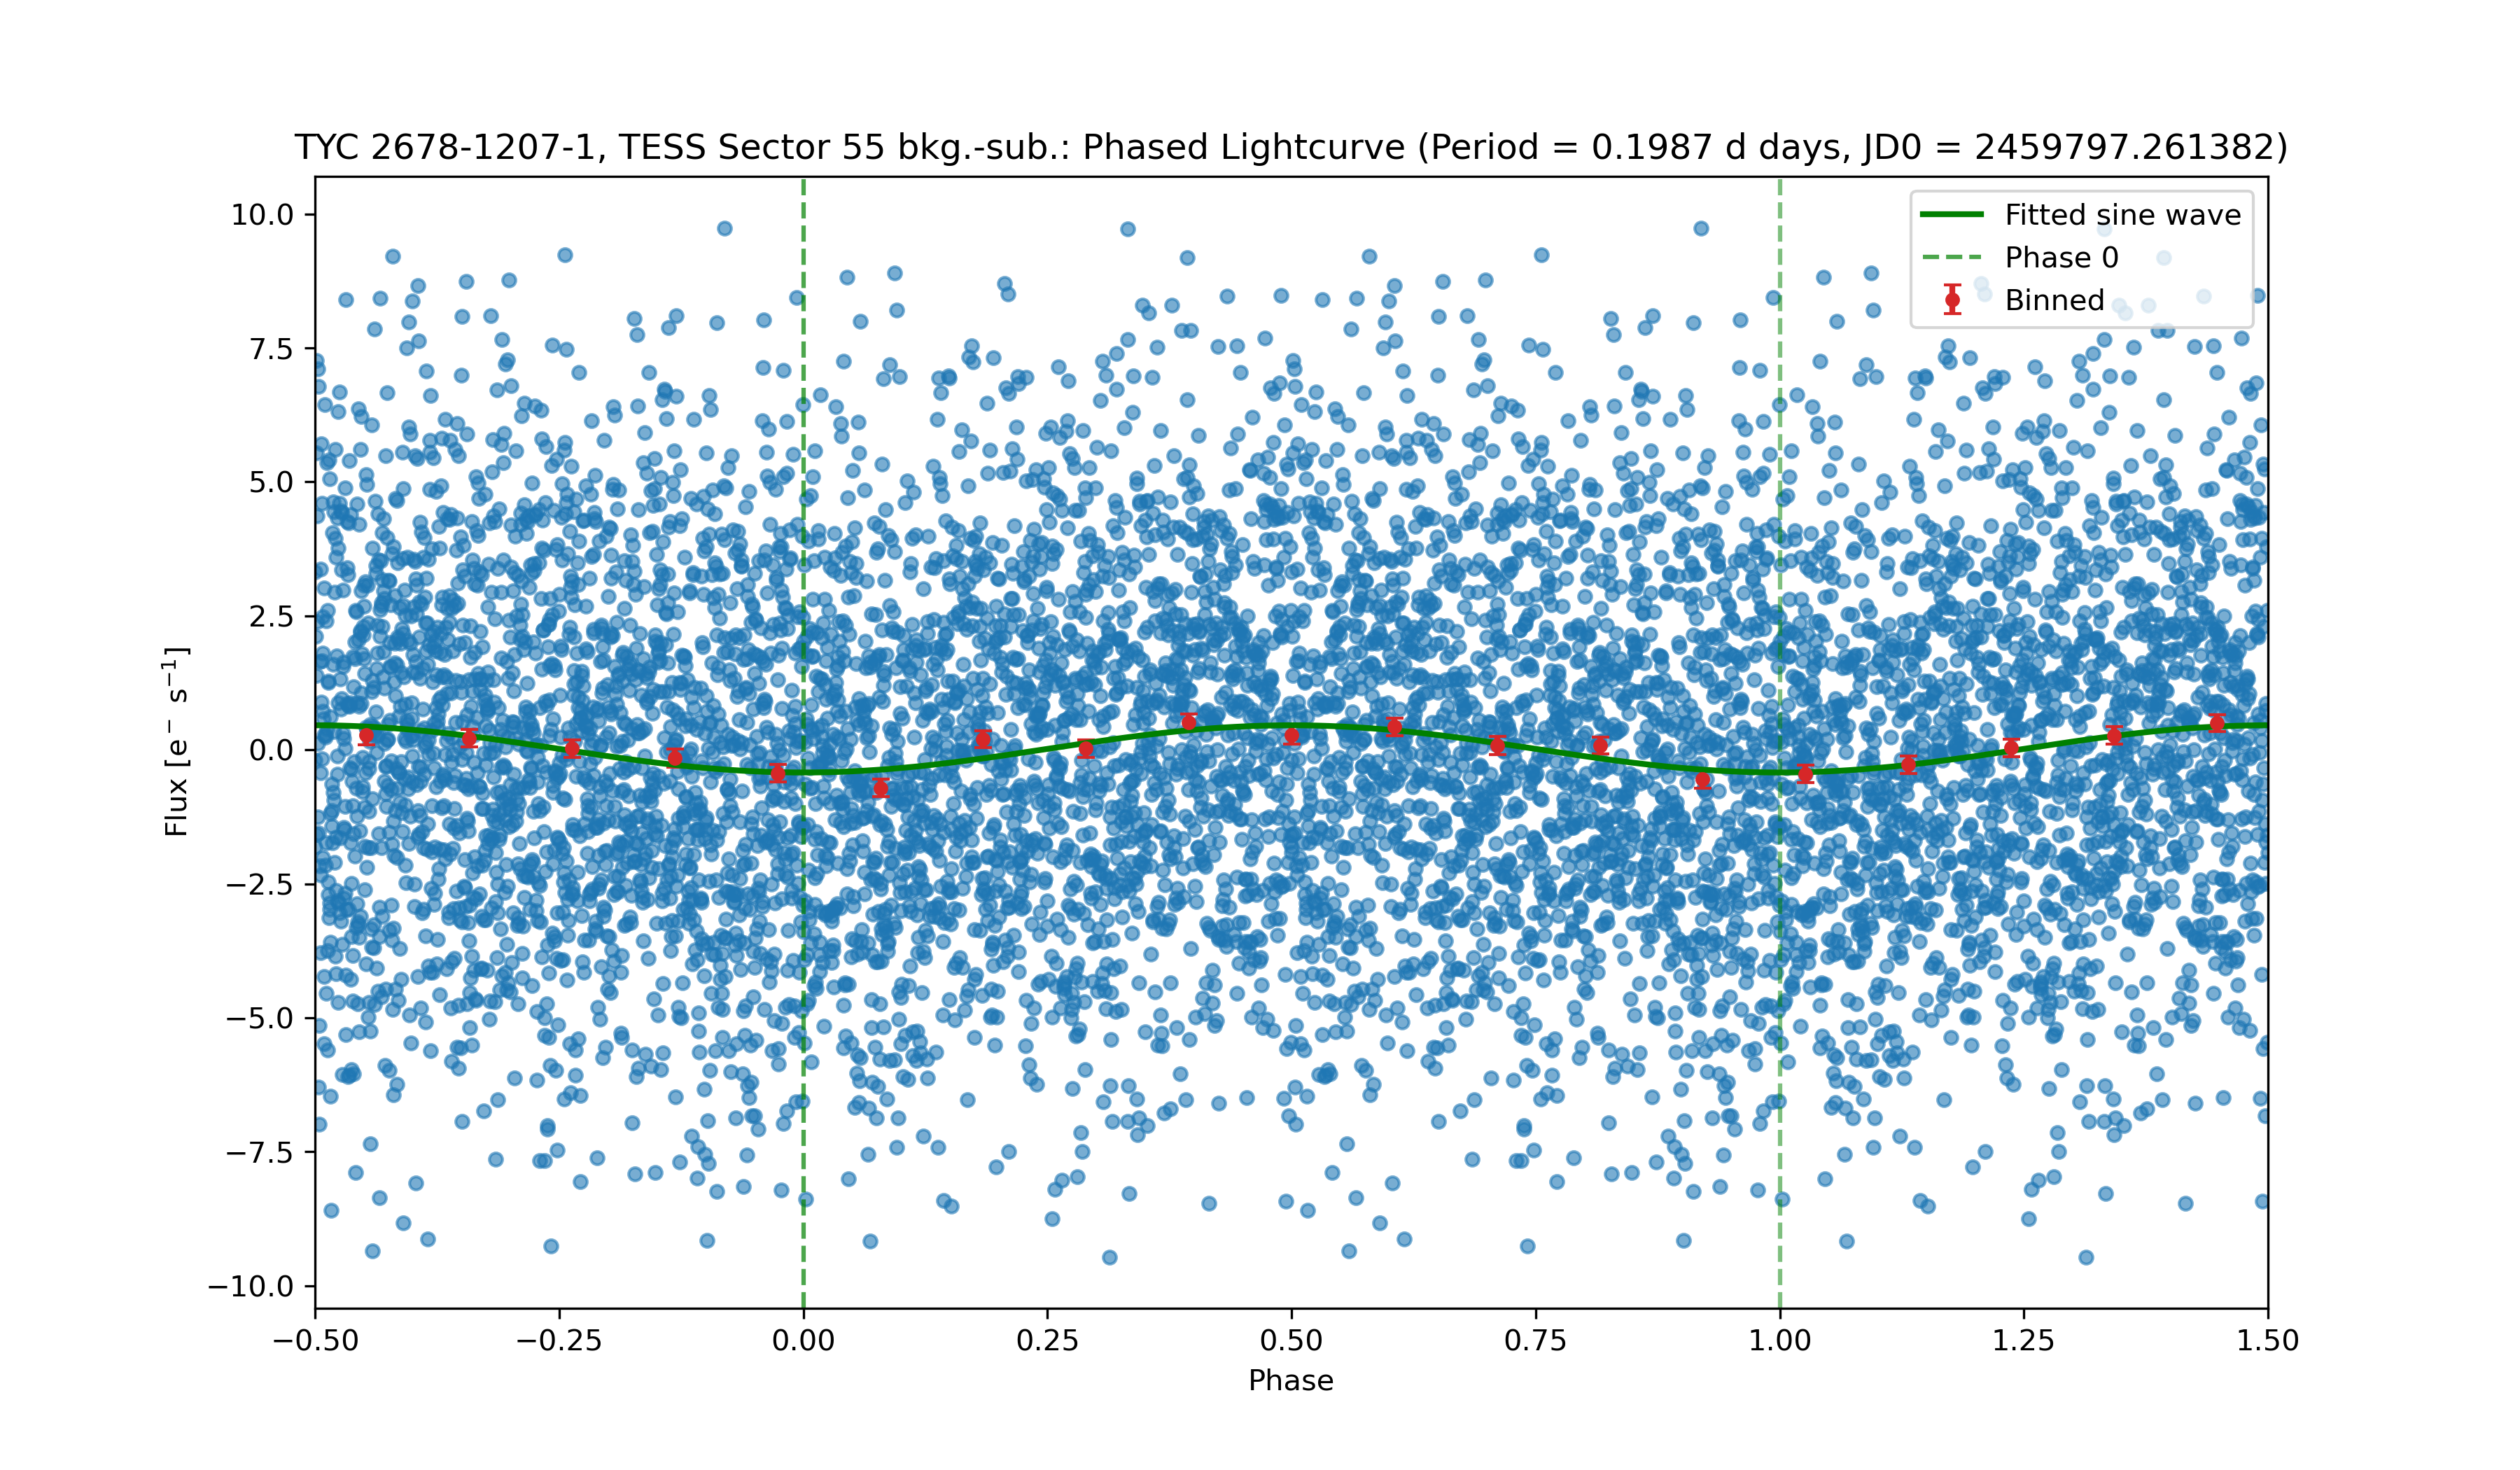 TYC 2678-1207-1, TESS Sector 55 bkg.-sub.: Phased Lightcurve (Period = 0.1987 d days, JD0 = 2459797.261382)
Fitted sine wave
Phase 0
Binned
10.0
7.5
5.0
2.5
0.0
−2.5
−5.0
−7.5
−10.0
Flux [e⁻ s⁻¹]
−0.50 −0.25 0.00 0.25 0.50 0.75 1.00 1.25 1.50
Phase